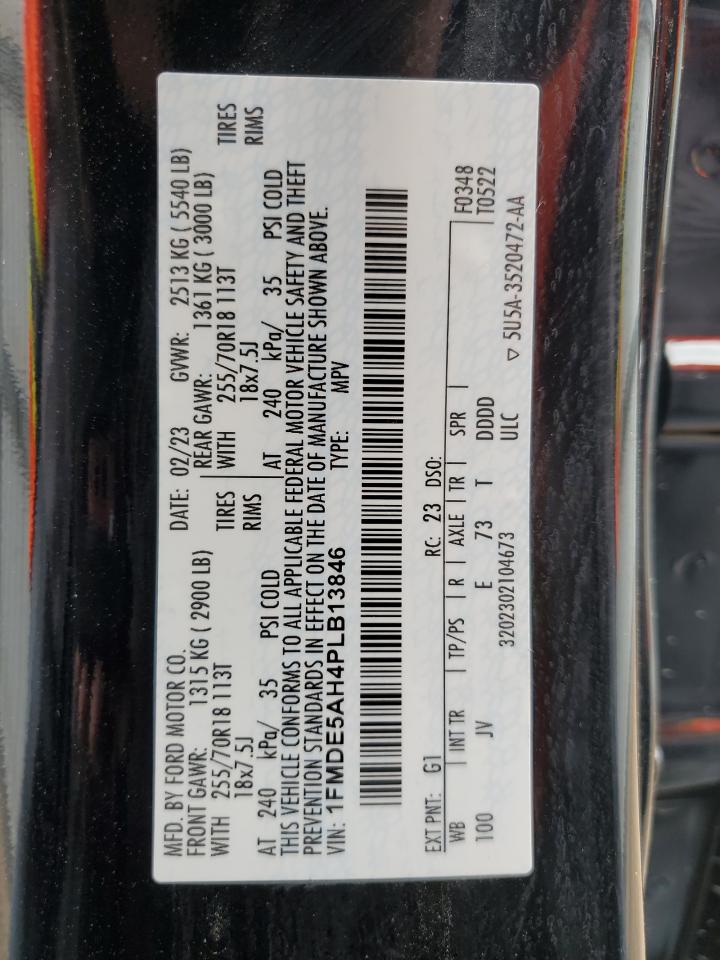 MFD. BY FORD MOTOR CO. DATE: 02/23 GVWR: 2513 KG ( 5540 LB)
FRONT GAWR: 1315 KG ( 2900 LB) REAR GAWR: 1361 KG ( 3000 LB)
WITH 255/70R18 113T TIRES WITH 255/70R18 113T TIRES
18x7.5J RIMS 18x7.5J RIMS
AT 240 kPa/ 35 PSI COLD AT 240 kPa/ 35 PSI COLD
THIS VEHICLE CONFORMS TO ALL APPLICABLE FEDERAL MOTOR VEHICLE SAFETY AND THEFT
PREVENTION STANDARDS IN EFFECT ON THE DATE OF MANUFACTURE SHOWN ABOVE.
VIN: 1FMDE5AH4PLB13846 TYPE: MPV
EXT PNT: G1 RC: 23 DSO: F0348
WB INT TR TP/PS R AXLE TR SPR T0522
100 JV E 73 T DDDD
3202302104673 ULC ▽ 5U5A-3520472-AA